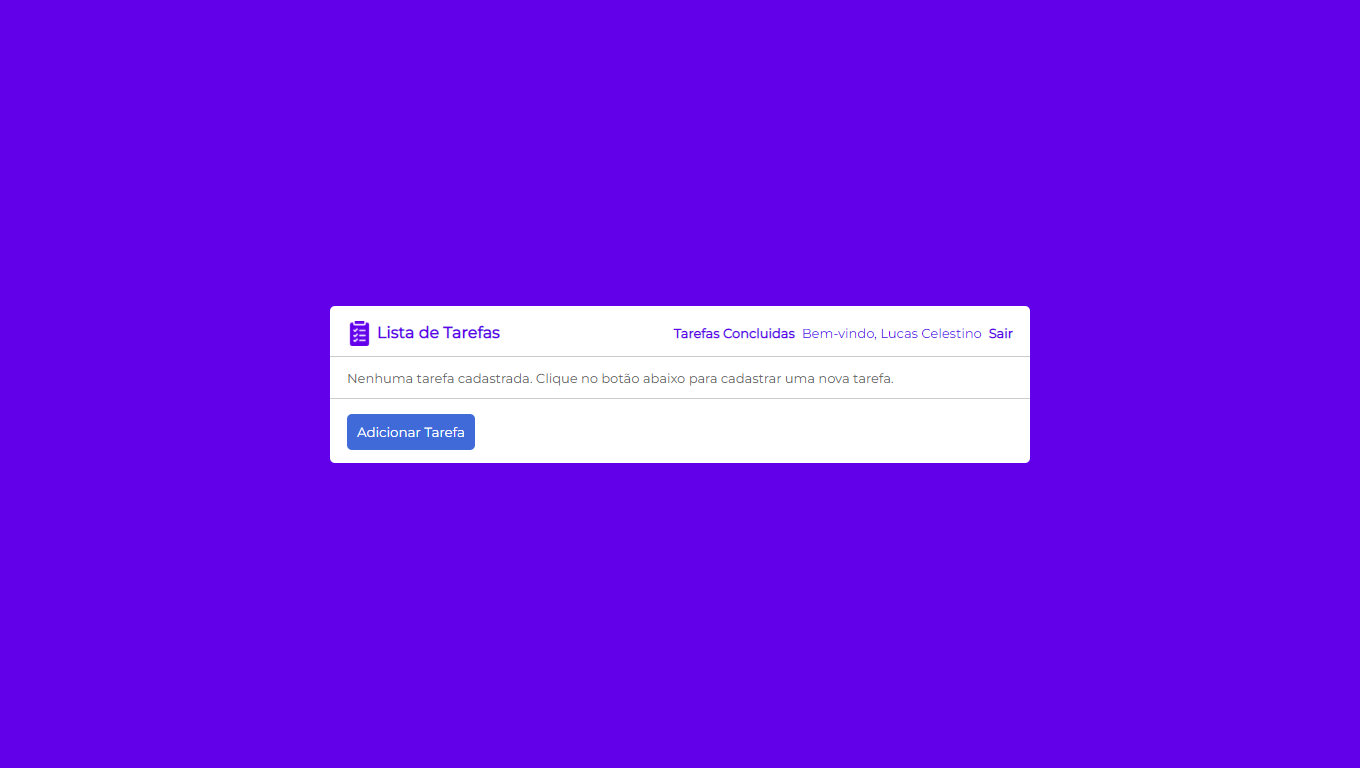 Lista de Tarefas Tarefas Concluidas Bem-vindo, Lucas Celestino Sair
Nenhuma tarefa cadastrada. Clique no botão abaixo para cadastrar uma nova tarefa.
Adicionar Tarefa